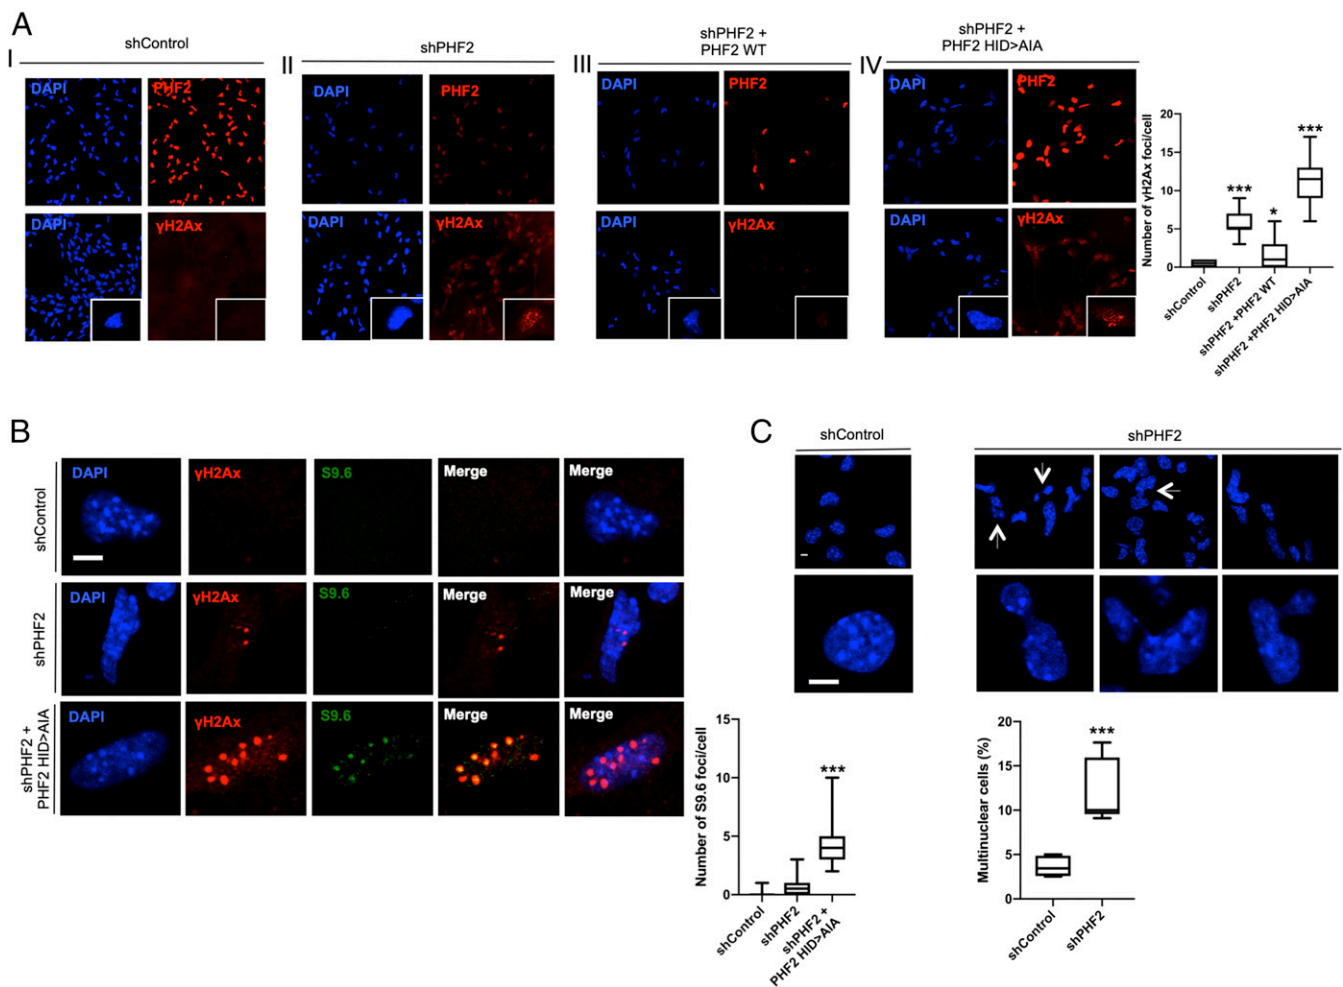 A
shControl
shPHF2
shPHF2 +
PHF2 WT
shPHF2 +
PHF2 HID>AIA
I
II
III
IV
DAPI
PHF2
DAPI
PHF2
DAPI
PHF2
DAPI
PHF2
DAPI
γH2Ax
DAPI
γH2Ax
DAPI
γH2Ax
DAPI
γH2Ax
Number of γH2Ax foci/cell
20
15
10
5
0
***
*
***
shControl
shPHF2
shPHF2 +PHF2 WT
shPHF2 +PHF2 HID>AIA
B
shControl
DAPI
γH2Ax
S9.6
Merge
Merge
shPHF2
DAPI
γH2Ax
S9.6
Merge
Merge
shPHF2 +
PHF2 HID>AIA
DAPI
γH2Ax
S9.6
Merge
Merge
Number of S9.6 foci/cell
15
10
5
0
***
shControl
shPHF2
shPHF2 +
PHF2 HID>AIA
C
shControl
shPHF2
Multinuclear cells (%)
20
15
10
5
0
***
shControl
shPHF2